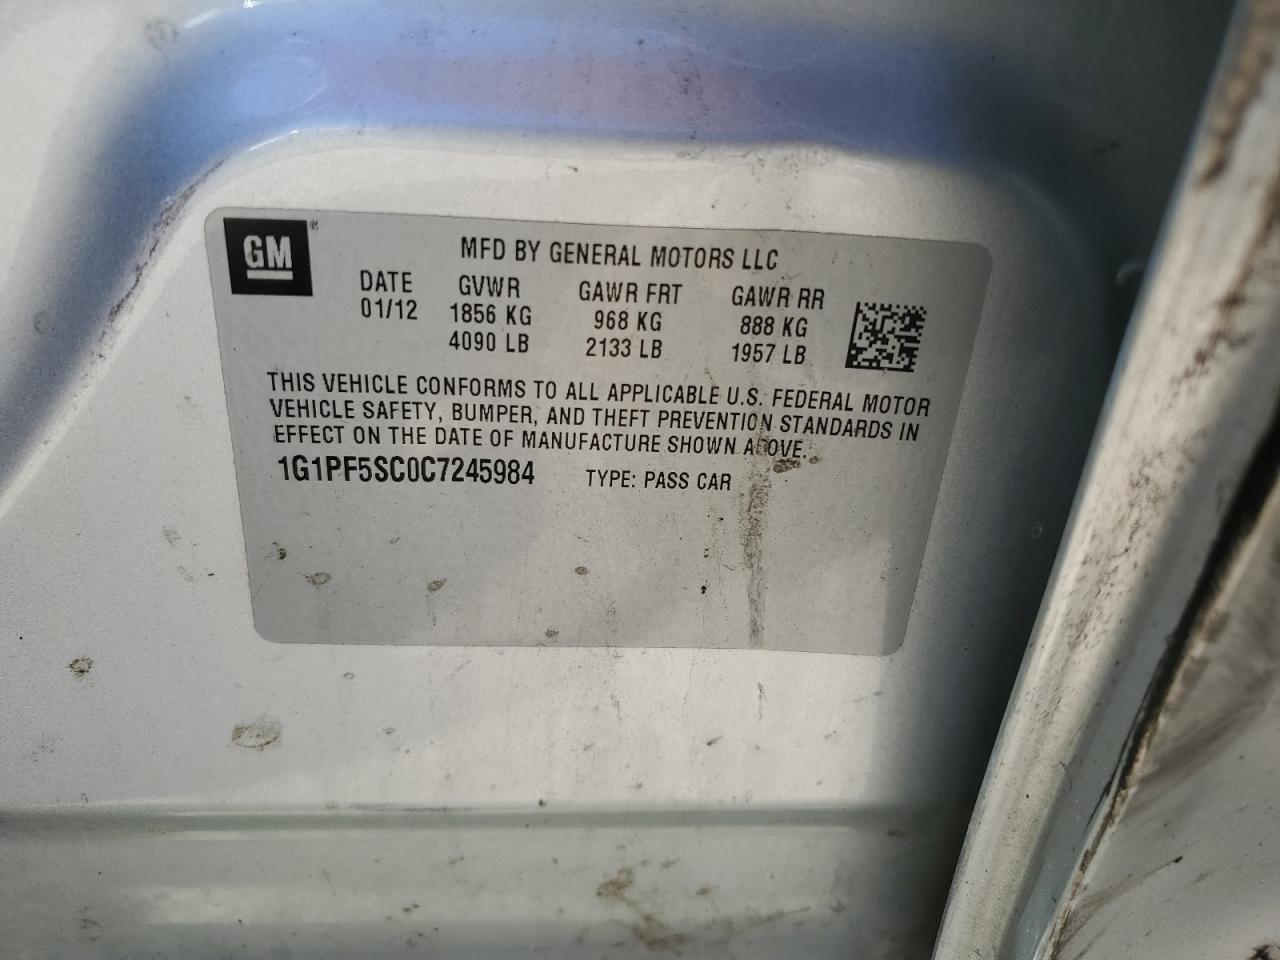 GM®
MFD BY GENERAL MOTORS LLC
DATE GVWR GAWR FRT GAWR RR
01/12 1856 KG 968 KG 888 KG
4090 LB 2133 LB 1957 LB
THIS VEHICLE CONFORMS TO ALL APPLICABLE U.S. FEDERAL MOTOR
VEHICLE SAFETY, BUMPER, AND THEFT PREVENTION STANDARDS IN
EFFECT ON THE DATE OF MANUFACTURE SHOWN ABOVE.
1G1PF5SC0C7245984 TYPE: PASS CAR